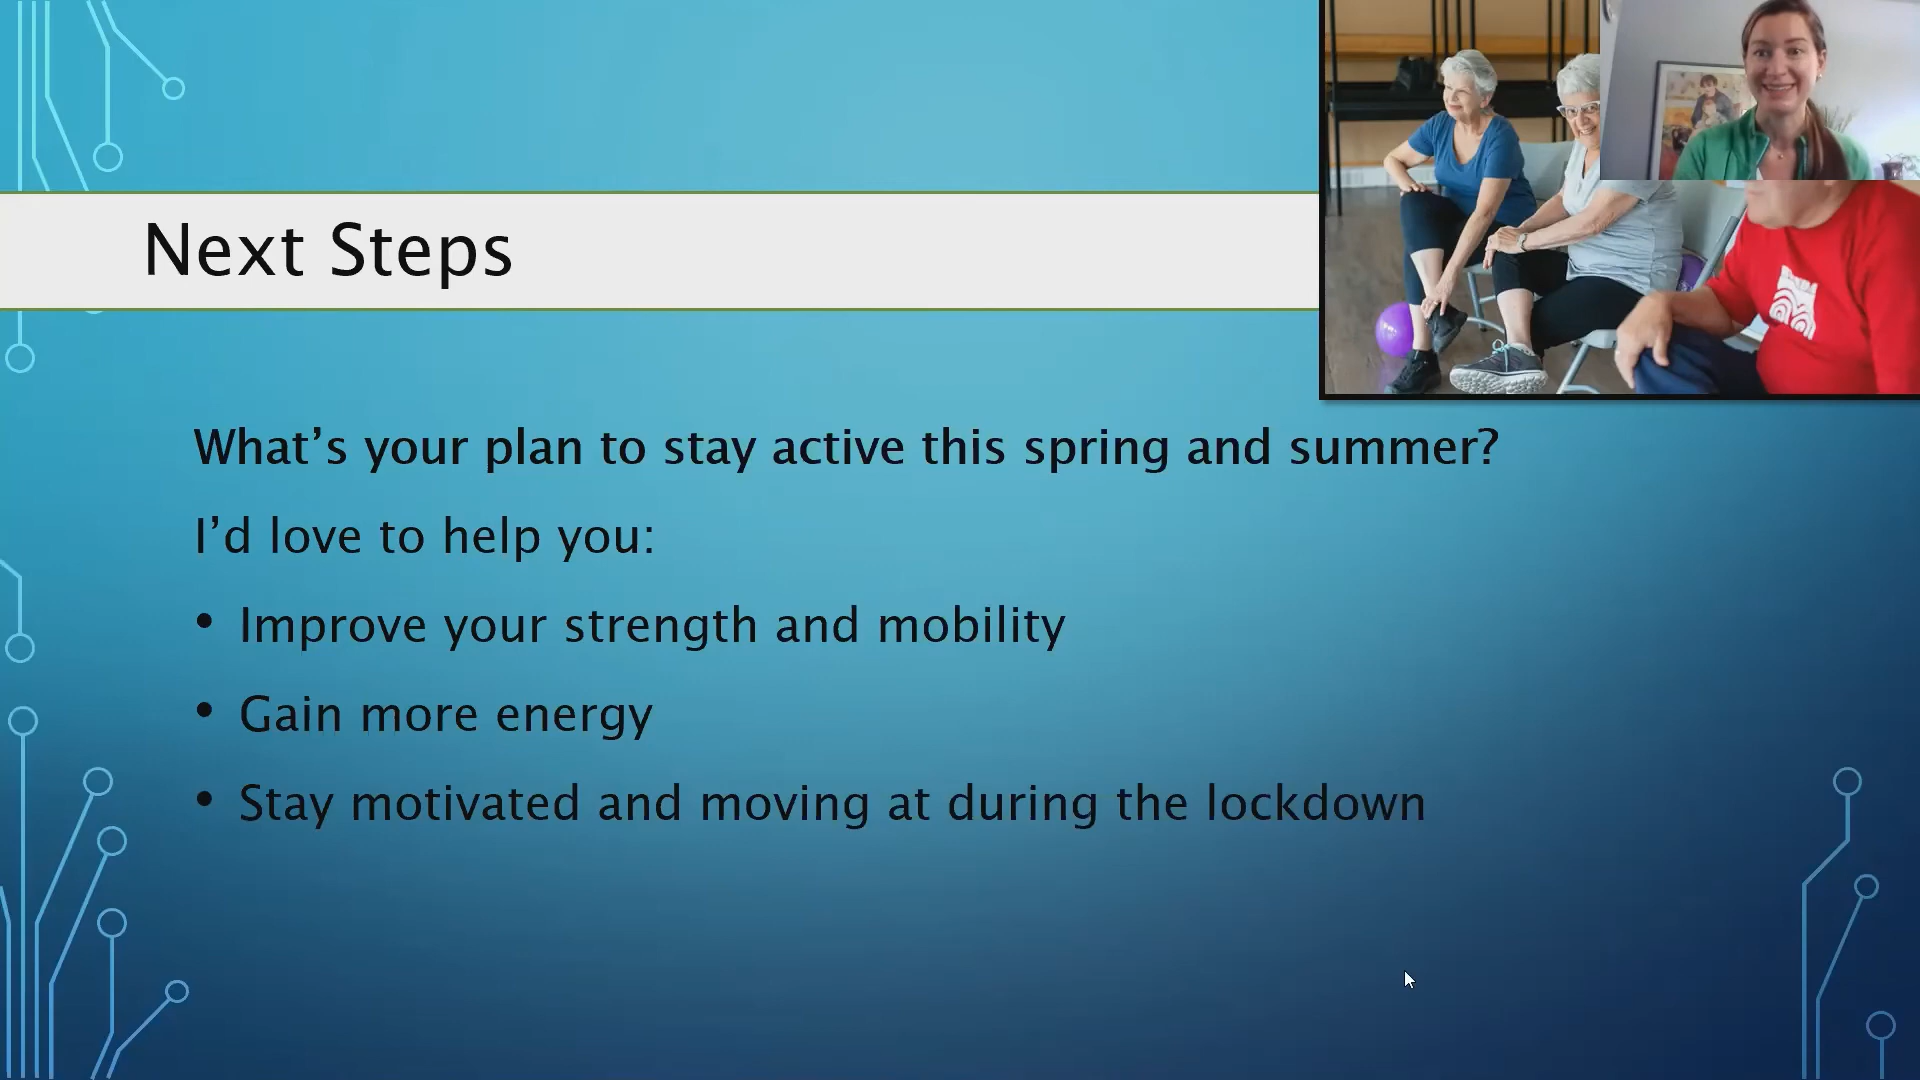 Next Steps
What’s your plan to stay active this spring and summer?
I’d love to help you:
• Improve your strength and mobility
• Gain more energy
• Stay motivated and moving at during the lockdown